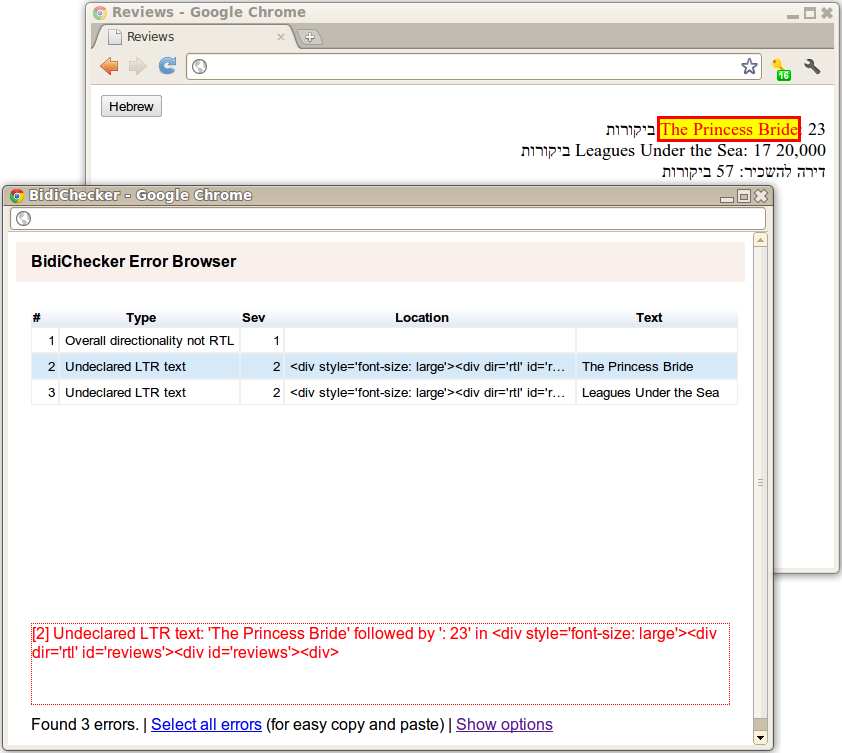 Reviews - Google Chrome
Reviews
16
Hebrew
The Princess Bride: 23 ביקורות
20,000 Leagues Under the Sea: 17 ביקורות
דירה להשכיר: 57 ביקורות
BidiChecker - Google Chrome
BidiChecker Error Browser
# Type Sev Location Text
1 Overall directionality not RTL 1
2 Undeclared LTR text 2 <div style='font-size: large'><div dir='rtl' id='r... The Princess Bride
3 Undeclared LTR text 2 <div style='font-size: large'><div dir='rtl' id='r... Leagues Under the Sea
[2] Undeclared LTR text: 'The Princess Bride' followed by ': 23' in <div style='font-size: large'><div
dir='rtl' id='reviews'><div id='reviews'><div>
Found 3 errors. | Select all errors (for easy copy and paste) | Show options